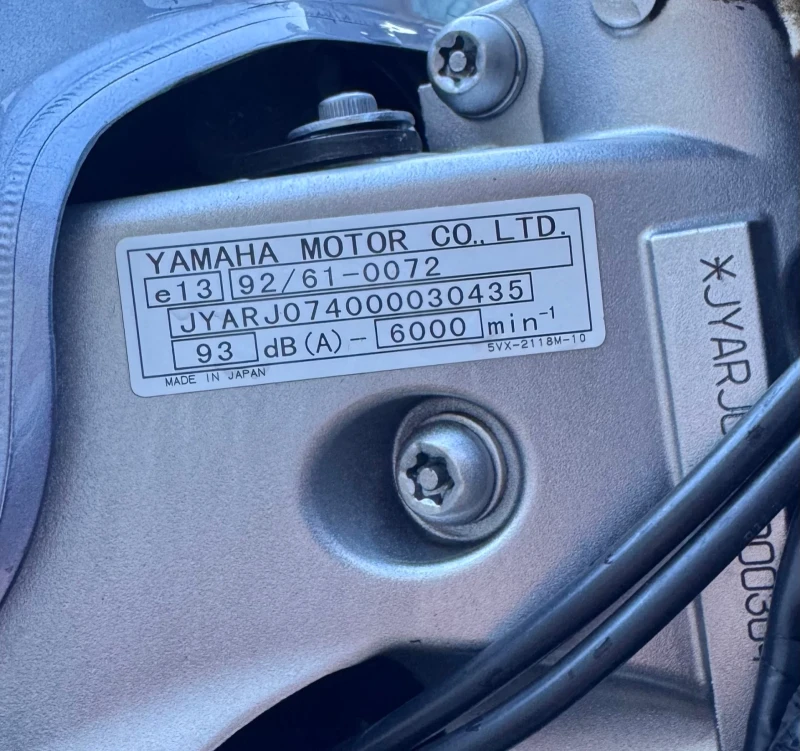 YAMAHA MOTOR CO., LTD.
e13 92/61-0072
JYARJ074000030435
93 dB(A) - 6000 min-1
5VX-2118M-10
MADE IN JAPAN
*JYARJ